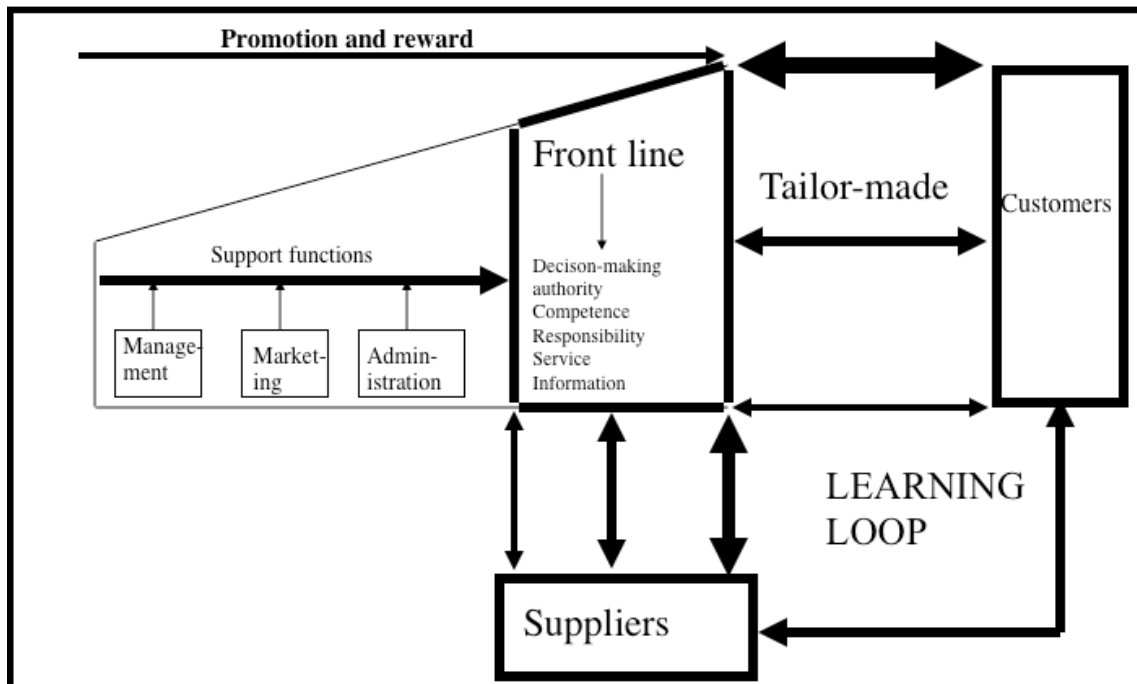 Promotion and reward
Front line
Tailor-made
Customers
Support functions
Decison-making
authority
Competence
Responsibility
Service
Information
Manage-
ment
Market-
ing
Admin-
istration
LEARNING
LOOP
Suppliers